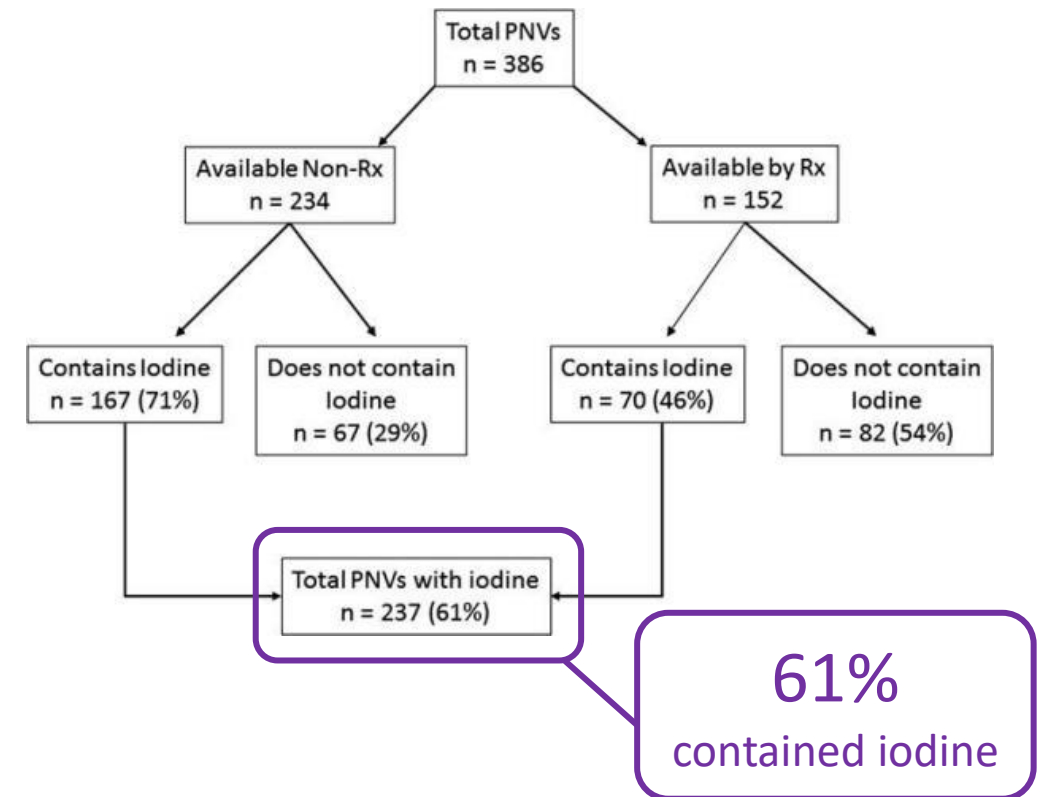 Total PNVs
n = 386
Available Non-Rx
n = 234
Available by Rx
n = 152
Contains Iodine
n = 167 (71%)
Does not contain
Iodine
n = 67 (29%)
Contains Iodine
n = 70 (46%)
Does not contain
Iodine
n = 82 (54%)
Total PNVs with iodine
n = 237 (61%)
61%
contained iodine